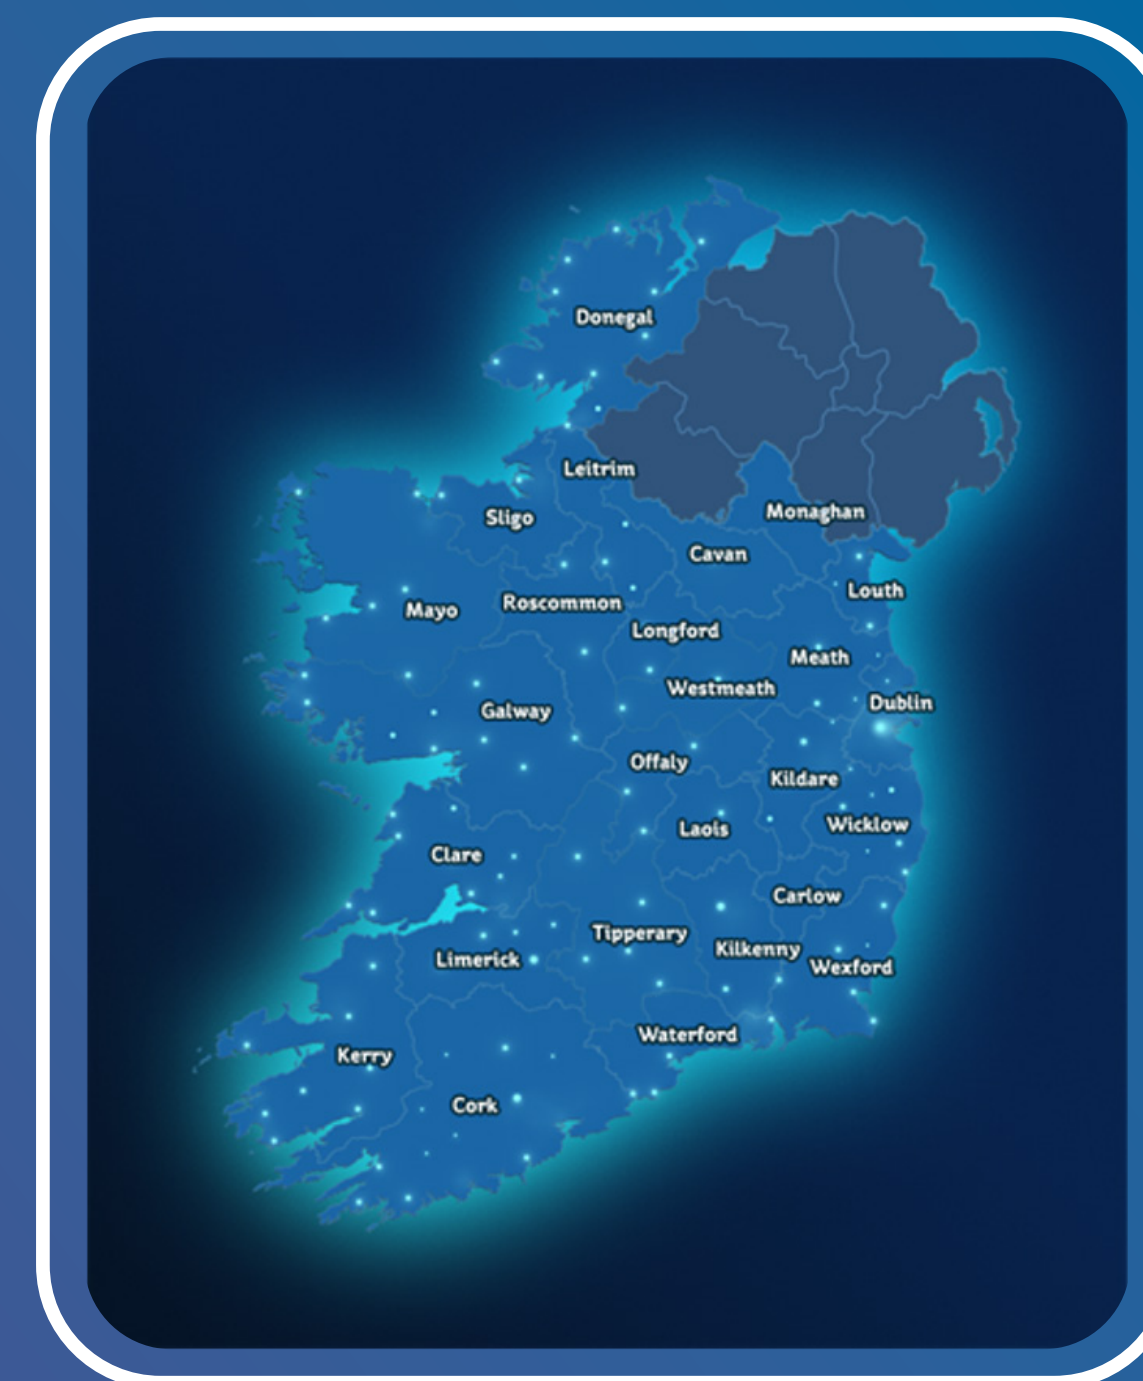 Donegal
Leitrim
Monaghan
Sligo
Cavan
Louth
Roscommon
Mayo
Longford
Meath
Westmeath
Dublin
Galway
Offaly
Kildare
Wicklow
Laois
Clare
Carlow
Tipperary
Kilkenny
Limerick
Wexford
Waterford
Kerry
Cork